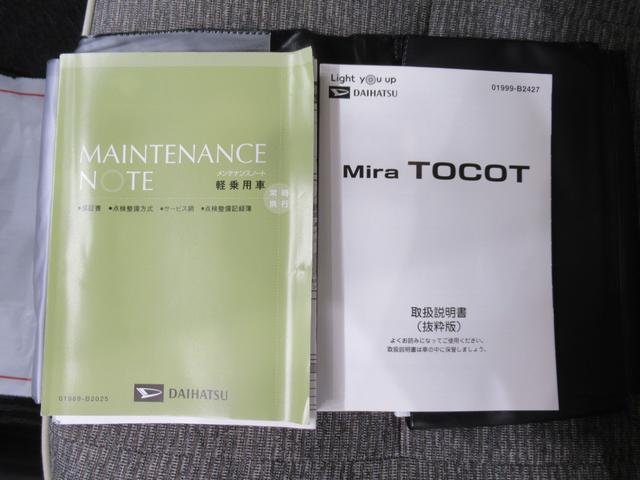 MAINTENANCE
NOTE
メンテナンスノート
軽乗用車
常時
携行
•保証書 •点検整備方式 •サービス網 •点検整備記録簿
DAIHATSU
01989-B2025
Light you up
DAIHATSU
01999-B2427
Mira TOCOT
取扱説明書
(抜粋版)
よくお読みになってご使用ください。
取扱説明書は車の中に保管しましょう。